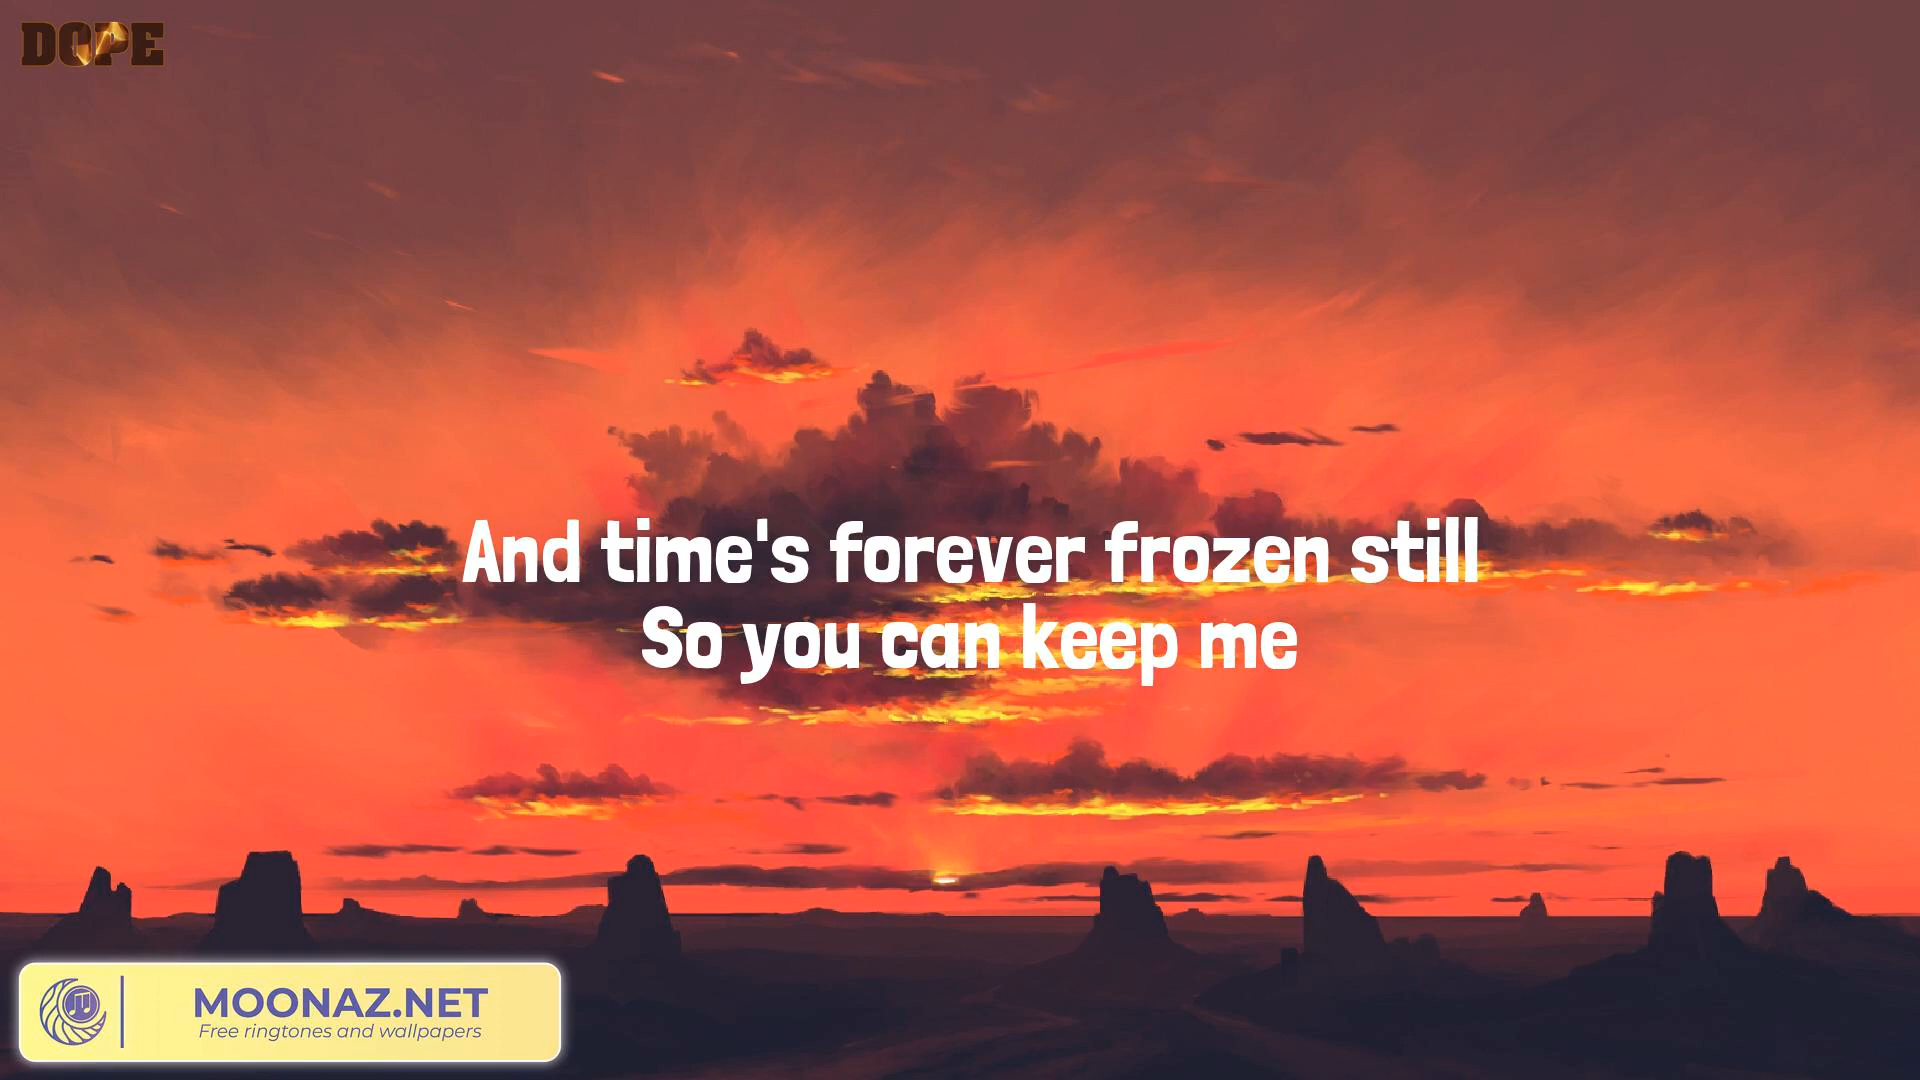 DOPE
And time's forever frozen still
So you can keep me
MOONAZ.NET
Free ringtones and wallpapers